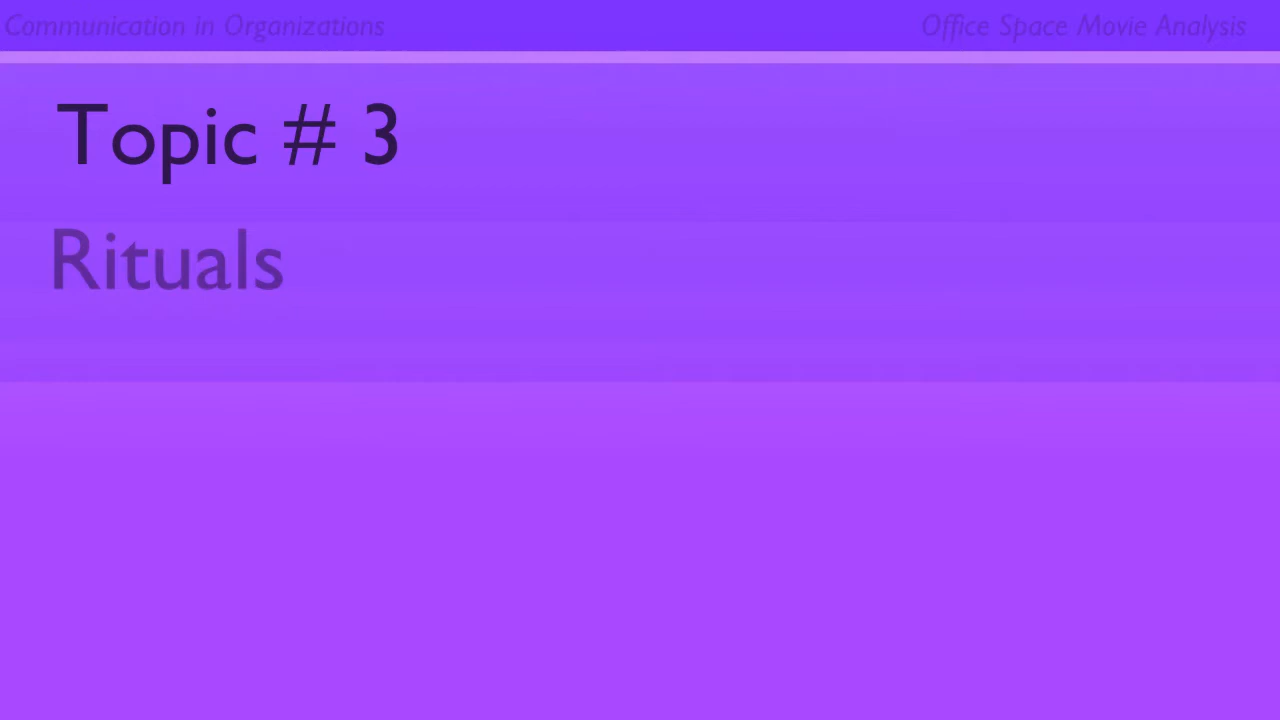 Communication in Organizations
Office Space Movie Analysis
Topic # 3
Rituals